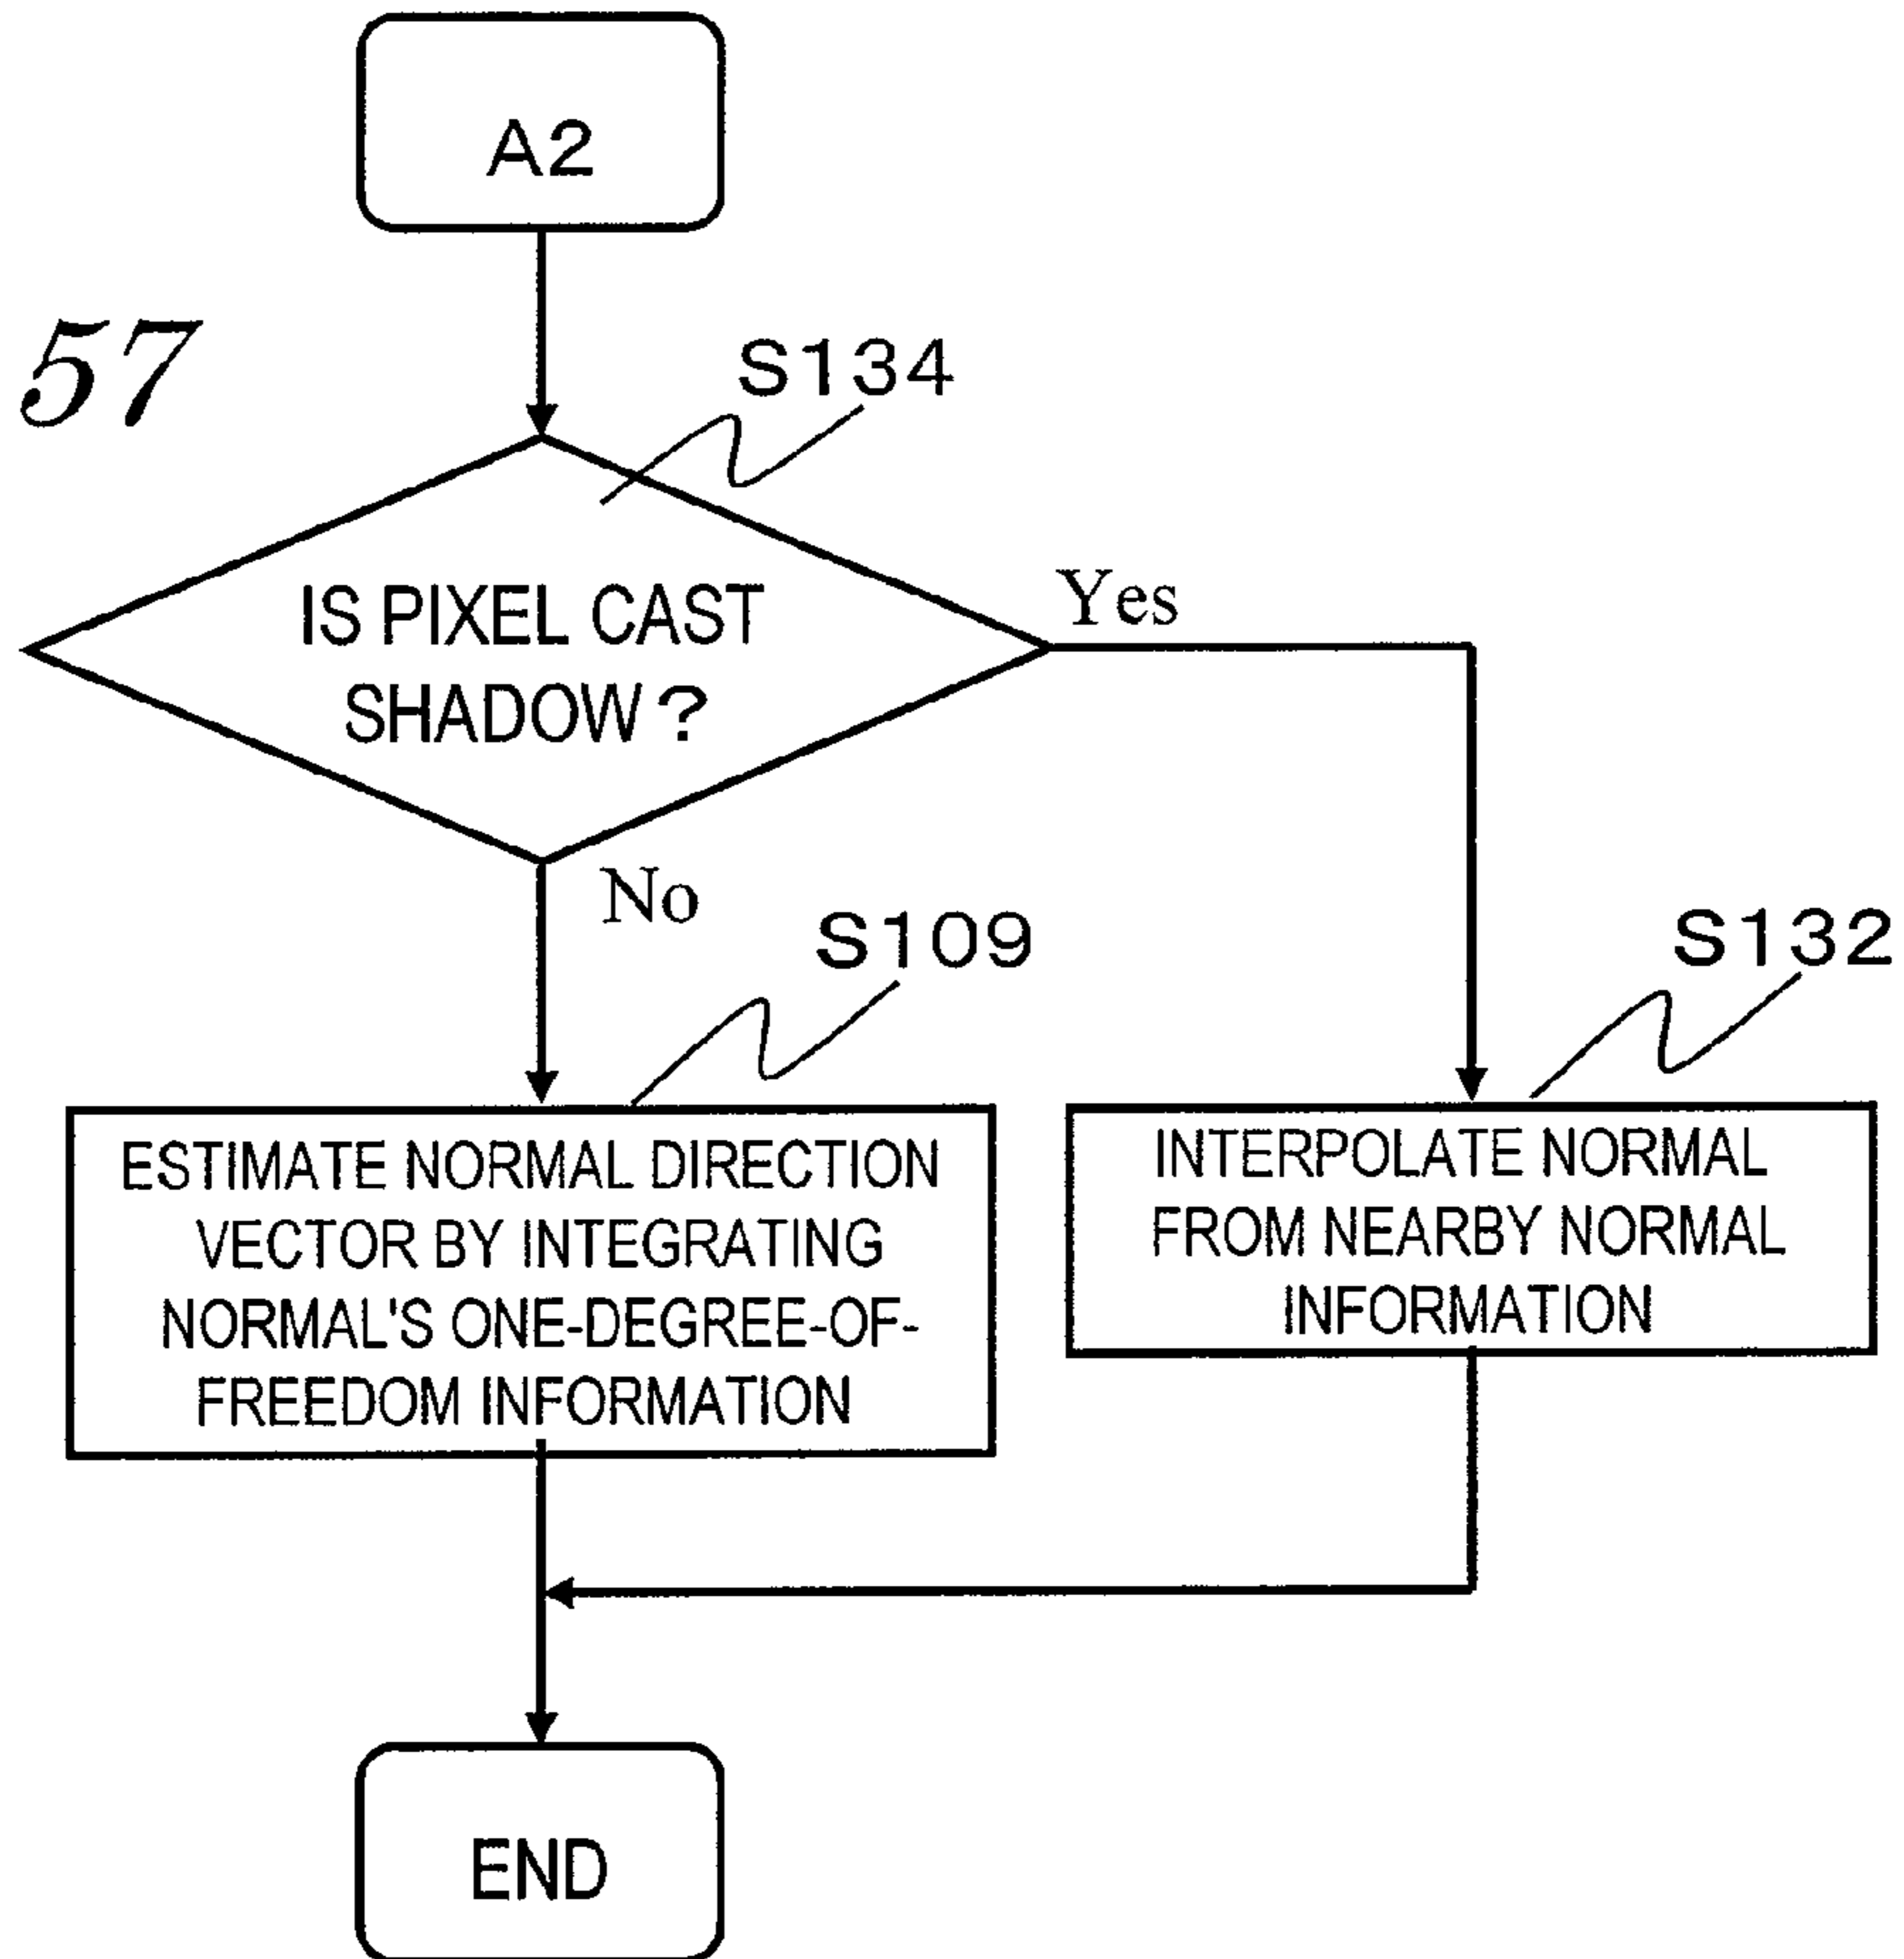 A2
57
S134
IS PIXEL CAST
SHADOW ?
Yes
No
S109
S132
ESTIMATE NORMAL DIRECTION
VECTOR BY INTEGRATING
NORMAL'S ONE-DEGREE-OF-
FREEDOM INFORMATION
INTERPOLATE NORMAL
FROM NEARBY NORMAL
INFORMATION
END